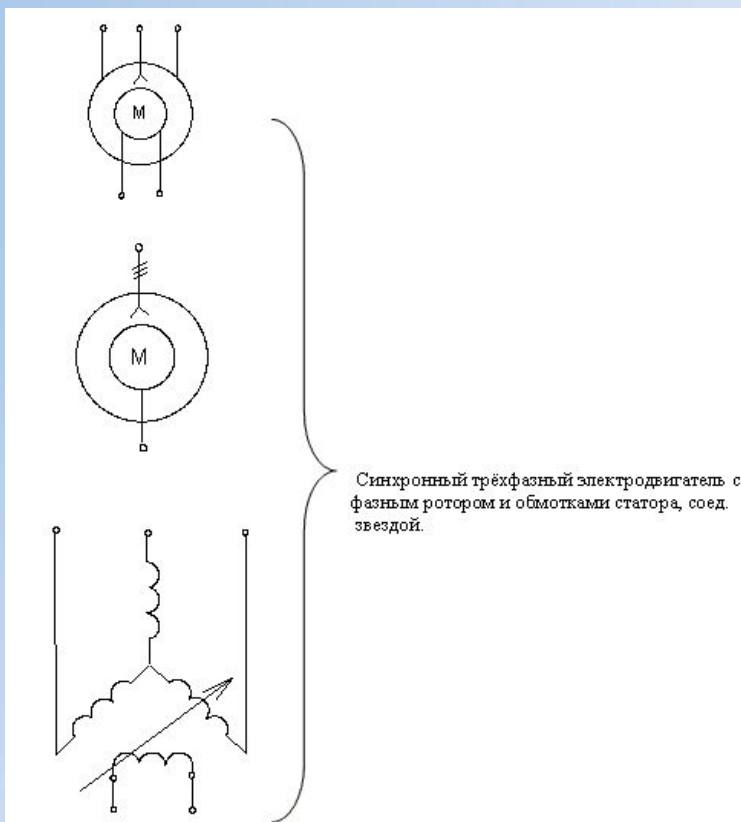 М
М
Синхронный трёхфазный электродвигатель с
фазным ротором и обмотками статора, соед.
звездой.